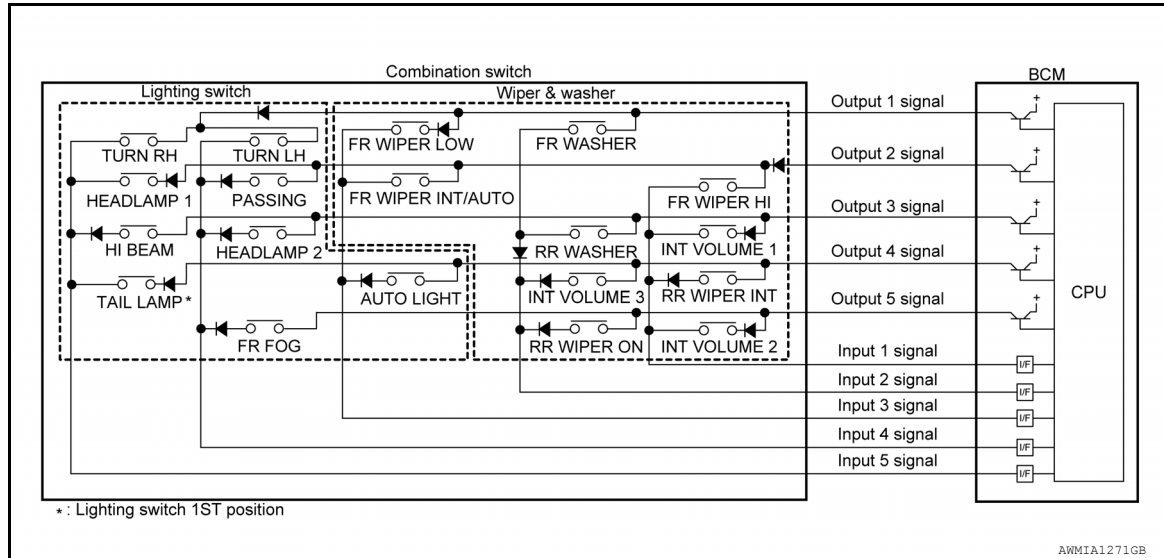 Combination switch
BCM
Lighting switch
Wiper & washer
Output 1 signal
+
TURN RH
TURN LH
FR WIPER LOW
FR WASHER
Output 2 signal
+
HEADLAMP 1
PASSING
FR WIPER INT/AUTO
FR WIPER HI
Output 3 signal
+
HI BEAM
HEADLAMP 2
RR WASHER
INT VOLUME 1
Output 4 signal
+
TAIL LAMP *
AUTO LIGHT
INT VOLUME 3
RR WIPER INT
CPU
Output 5 signal
+
FR FOG
RR WIPER ON
INT VOLUME 2
Input 1 signal
I/F
Input 2 signal
I/F
Input 3 signal
I/F
Input 4 signal
I/F
Input 5 signal
I/F
* : Lighting switch 1ST position
AWMIA1271GB